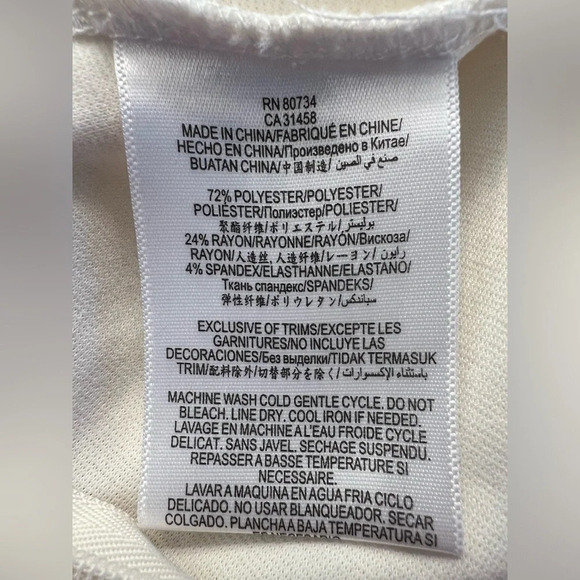 RN 80734
CA 31458
MADE IN CHINA/FABRIQUÉ EN CHINE/
HECHO EN CHINA/Произведено в Китае/
BUATAN CHINA/中国制造/ صنع في الصين/
72% POLYESTER/POLYESTER/
POLIÉSTER/Полиэстер/POLIESTER/
聚酯纤维/ポリエステル/ بوليستر/
24% RAYON/RAYONNE/RAYÓN/Вискоза/
RAYON/人造丝, 人造纤维/レーヨン/ رايون/
4% SPANDEX/ELASTHANNE/ELASTANO/
Ткань спандекс/SPANDEKS/
弹性纤维/ポリウレタン/ سباندكس/
EXCLUSIVE OF TRIMS/EXCEPTE LES
GARNITURES/NO INCLUYE LAS
DECORACIONES/Без выделки/TIDAK TERMASUK
TRIM/配料除外/切替部分を除く/ باستثناء الإكسسوارات/
MACHINE WASH COLD GENTLE CYCLE. DO NOT
BLEACH. LINE DRY. COOL IRON IF NEEDED.
LAVAGE EN MACHINE A L'EAU FROIDE CYCLE
DELICAT. SANS JAVEL. SECHAGE SUSPENDU.
REPASSER A BASSE TEMPERATURE SI
NECESSAIRE.
LAVAR A MAQUINA EN AGUA FRIA CICLO
DELICADO. NO USAR BLANQUEADOR. SECAR
COLGADO. PLANCHA A BAJA TEMPERATURA SI